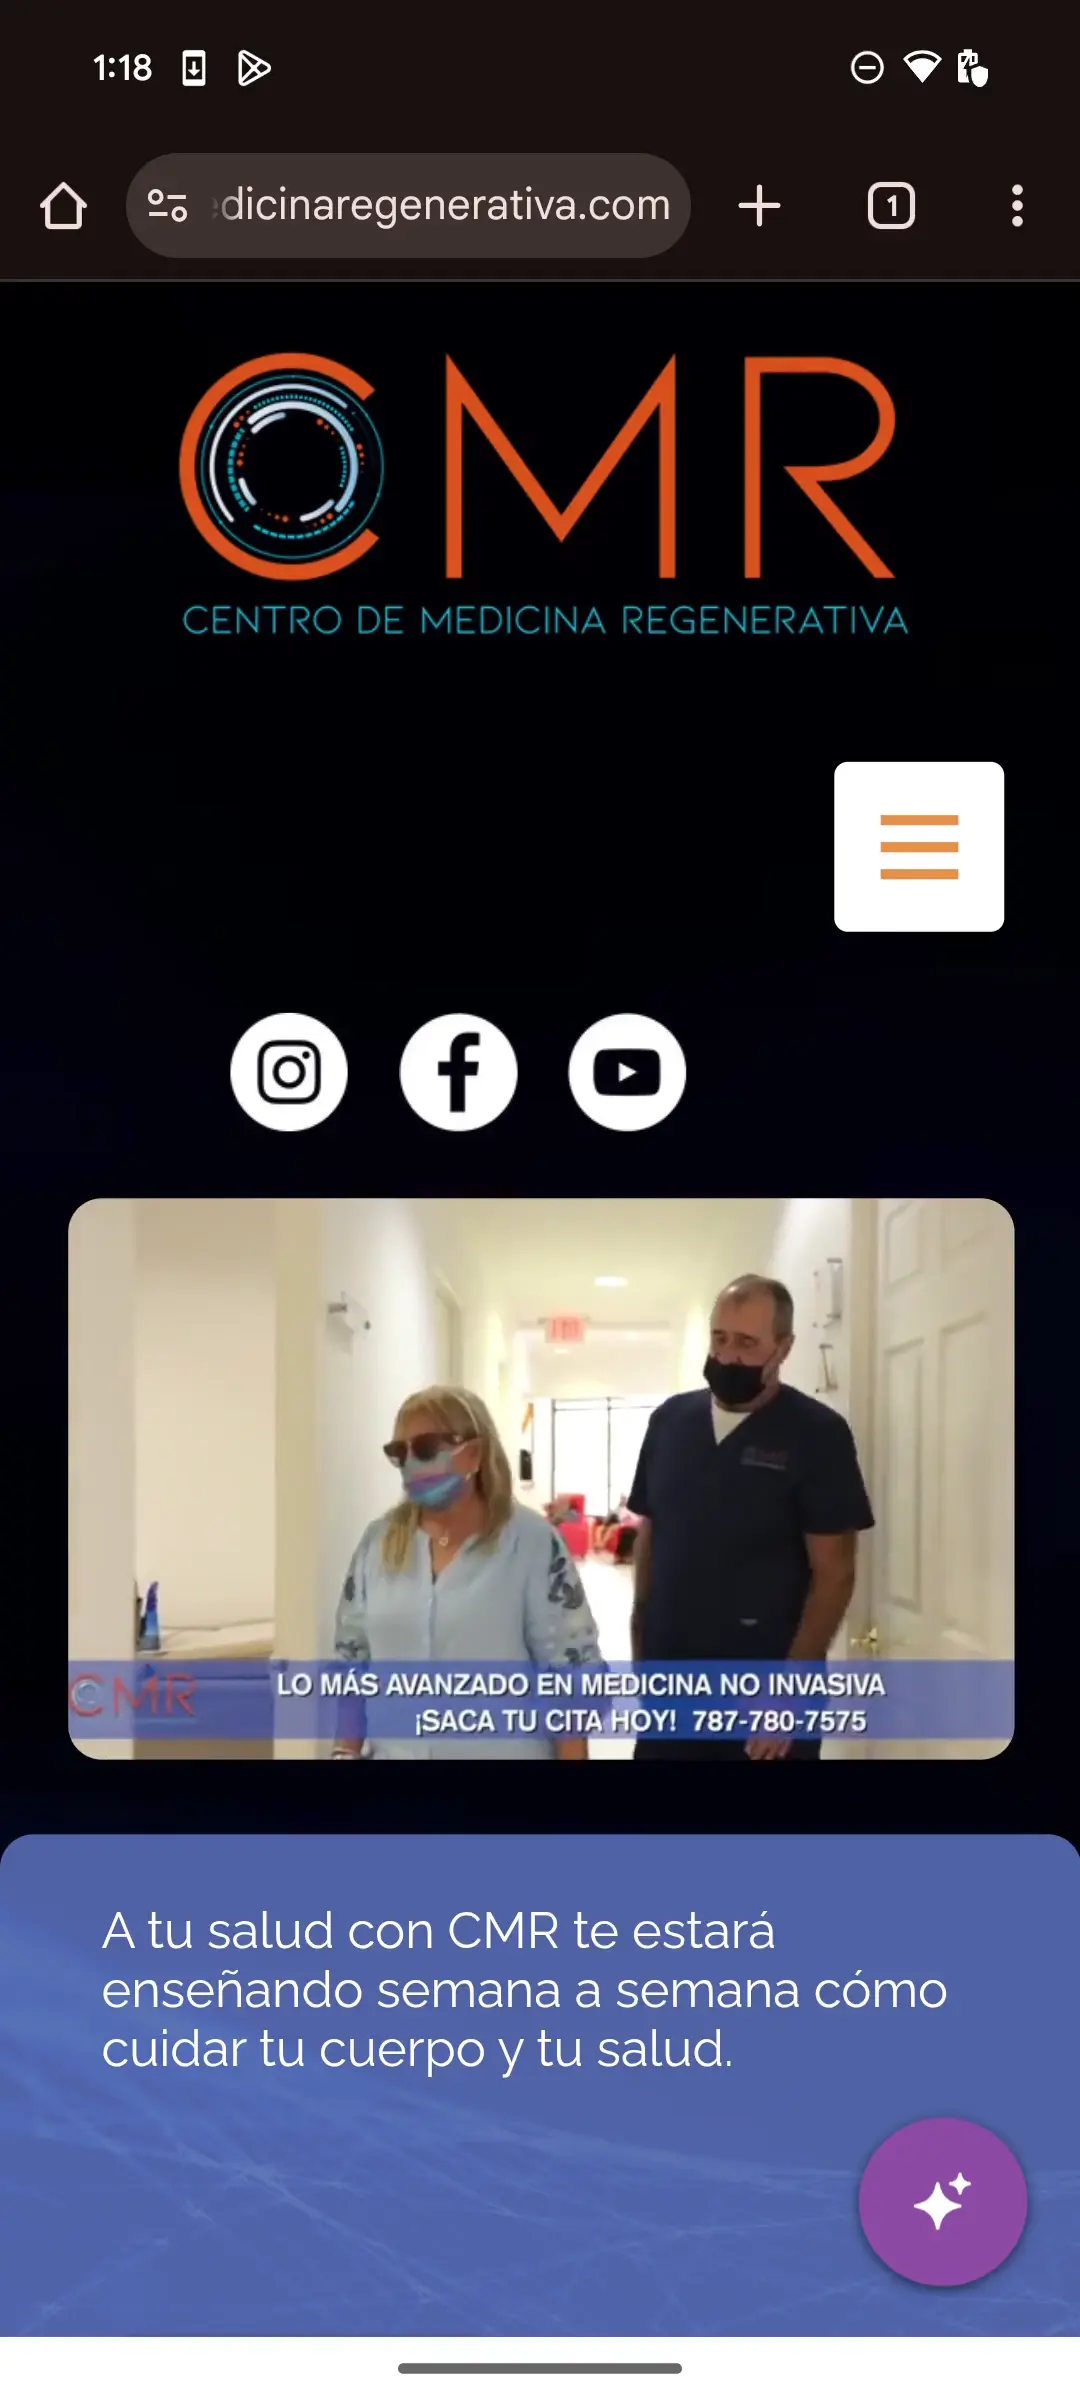 1:18
edicinaregenerativa.com
1
CMR
CENTRO DE MEDICINA REGENERATIVA
CMR
LO MÁS AVANZADO EN MEDICINA NO INVASIVA
¡SACA TU CITA HOY! 787-780-7575
A tu salud con CMR te estará
enseñando semana a semana cómo
cuidar tu cuerpo y tu salud.